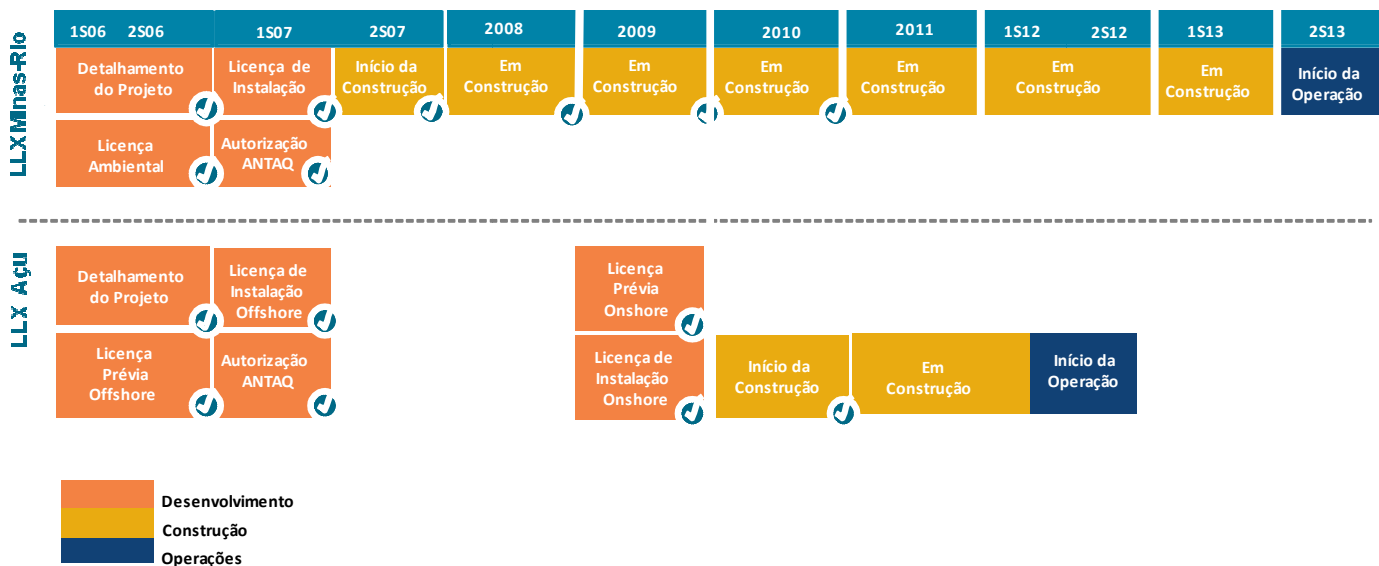 1S06 2S06 1S07 2S07 2008 2009 2010 2011 1S12 2S12 1S13 2S13
LLX Minas-Rio
Detalhamento
do Projeto
Licença de
Instalação
Início da
Construção
Em
Construção
Em
Construção
Em
Construção
Em
Construção
Em
Construção
Em
Construção
Início da
Operação
Licença
Ambiental
Autorização
ANTAQ
LLX Açu
Detalhamento
do Projeto
Licença de
Instalação
Offshore
Licença
Prévia
Onshore
Licença
Prévia
Offshore
Autorização
ANTAQ
Licença de
Instalação
Onshore
Início da
Construção
Em
Construção
Início da
Operação
Desenvolvimento
Construção
Operações